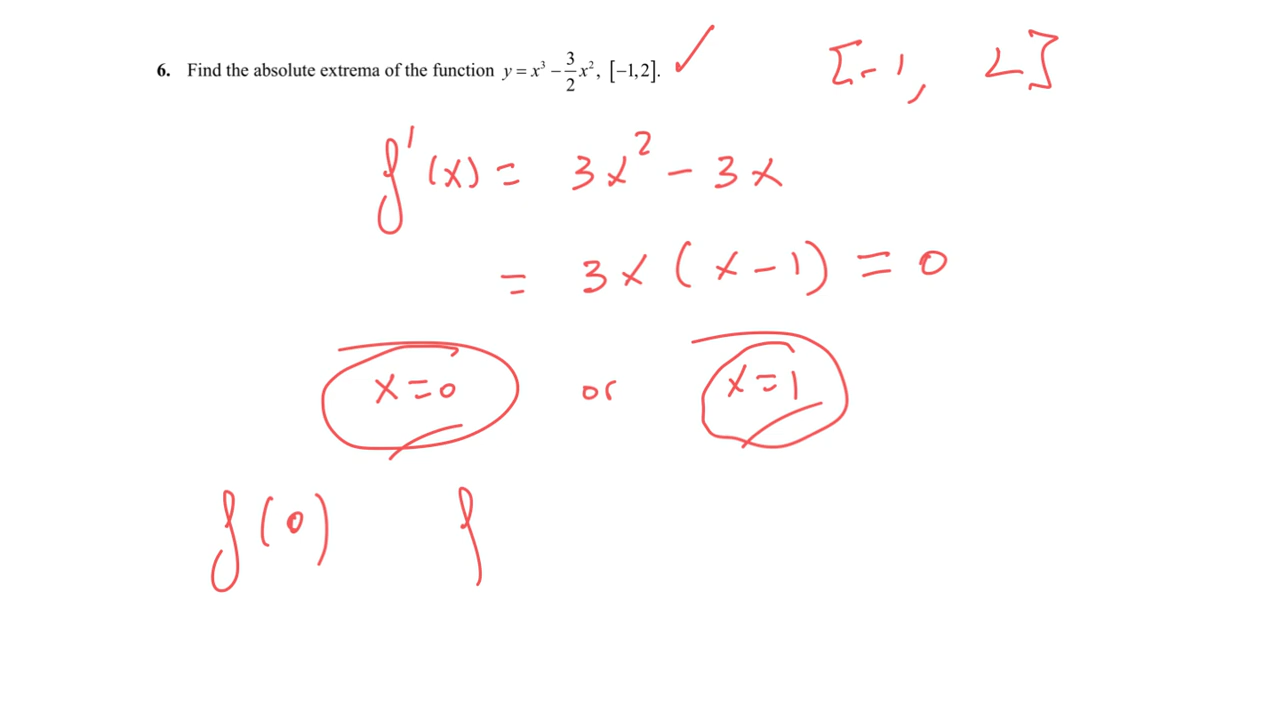 6. Find the absolute extrema of the function y = x³ − 3/2 x², [−1,2]. ✓ [-1, 2]
f'(x) = 3x² - 3x
= 3x(x-1) = 0
x=0 or x=1
f(0) f